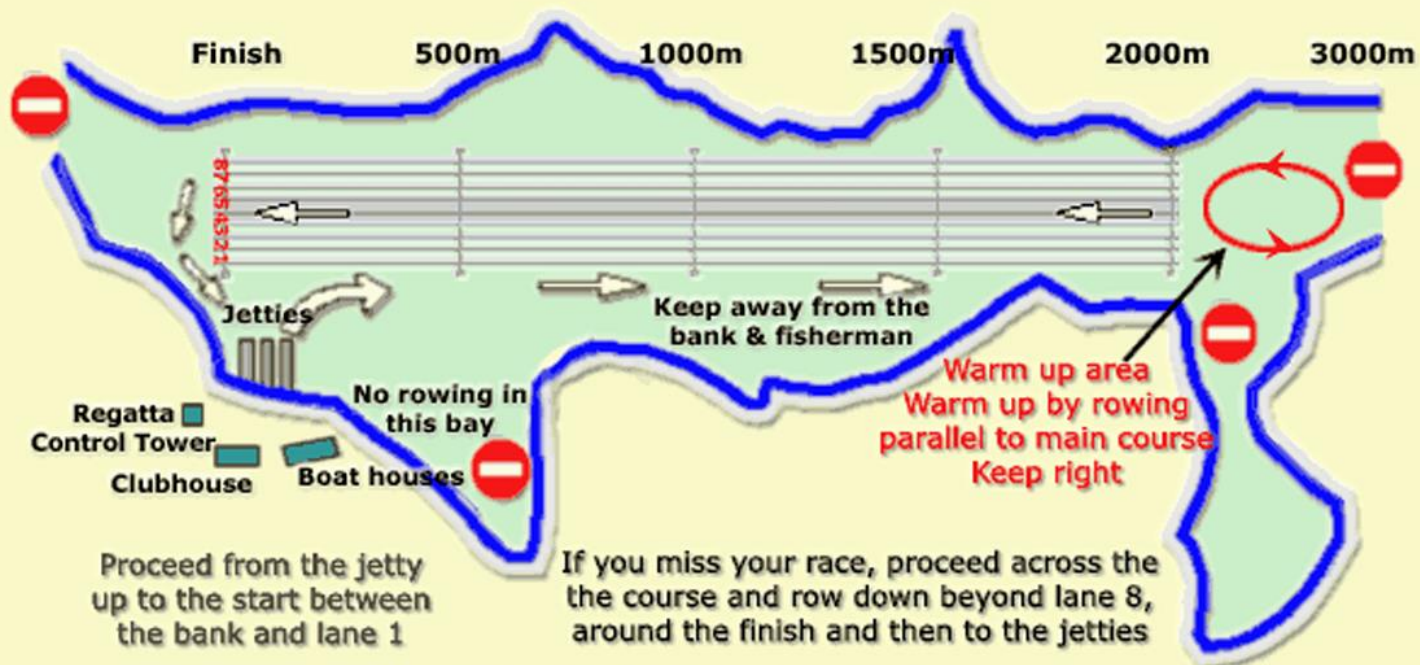 Finish 500m 1000m 1500m 2000m 3000m
87654321
Jetties
Keep away from the
bank & fisherman
No rowing in
this bay
Regatta
Control Tower
Clubhouse
Boat houses
Warm up area
Warm up by rowing
parallel to main course
Keep right
Proceed from the jetty
up to the start between
the bank and lane 1
If you miss your race, proceed across the
the course and row down beyond lane 8,
around the finish and then to the jetties